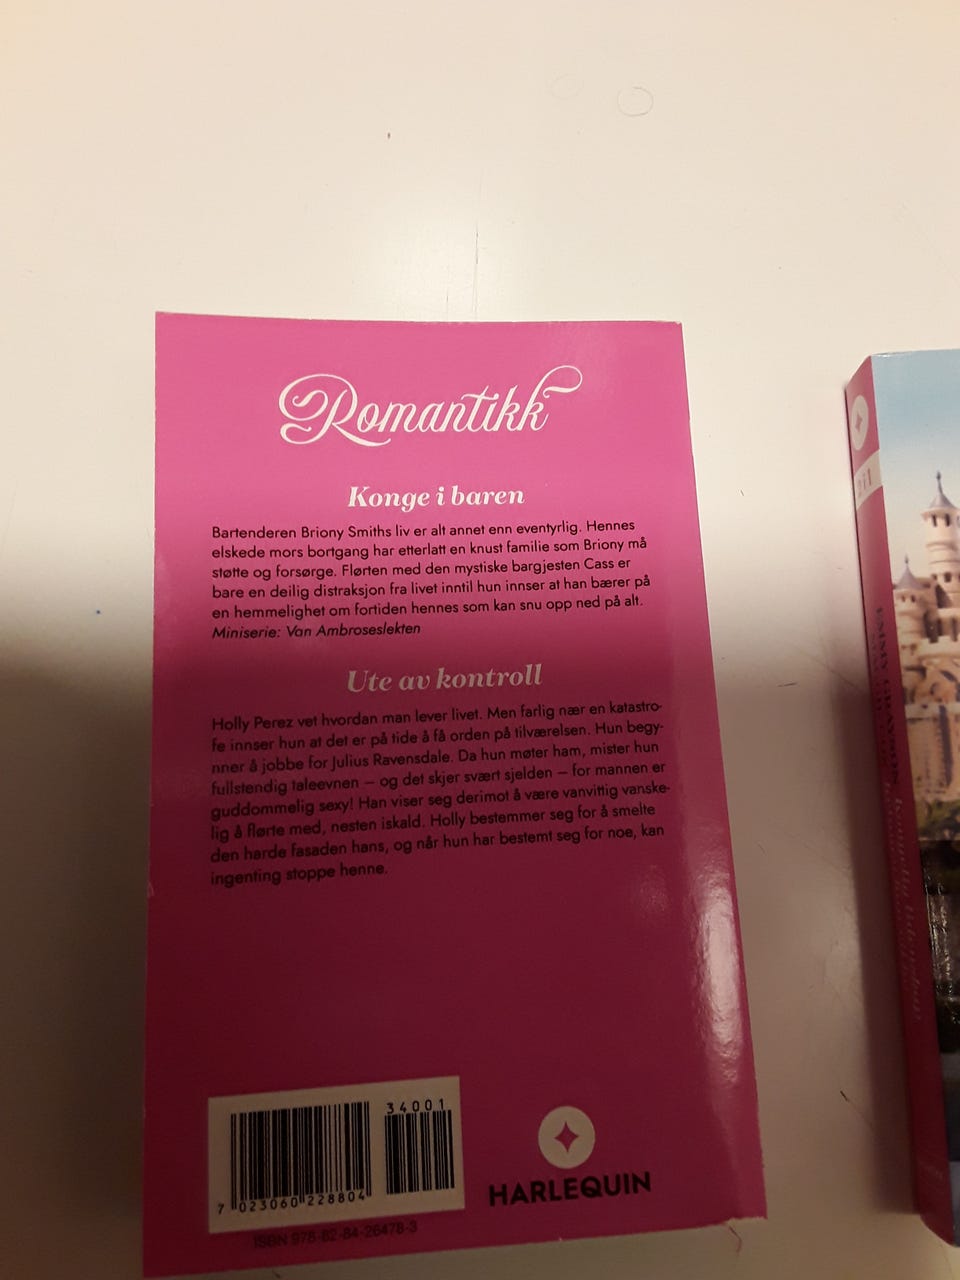 Romantikk
Konge i baren
Bartenderen Briony Smiths liv er alt annet enn eventyrlig. Hennes
elskede mors bortgang har etterlatt en knust familie som Briony må
støtte og forsørge. Flørten med den mystiske bargjesten Cass er
bare en deilig distraksjon fra livet inntil hun innser at han bærer på
en hemmelighet om fortiden hennes som kan snu opp ned på alt.
Miniserie: Van Ambroseslekten
Ute av kontroll
Holly Perez vet hvordan man lever livet. Men farlig nær en katastro-
fe innser hun at det er på tide å få orden på tilværelsen. Hun begy-
nner å jobbe for Julius Ravensdale. Da hun møter ham, mister hun
fullstendig taleevnen – og det skjer svært sjelden – for mannen er
guddommelig sexy! Han viser seg derimot å være vanvittig vanske-
lig å flørte med, nesten iskald. Holly bestemmer seg for å smelte
den harde fasaden hans, og når hun har bestemt seg for noe, kan
ingenting stoppe henne.
34001
7 023060 228804
HARLEQUIN
ISBN 978-82-84-26478-3
2 i 1
EMMY GRAYSON